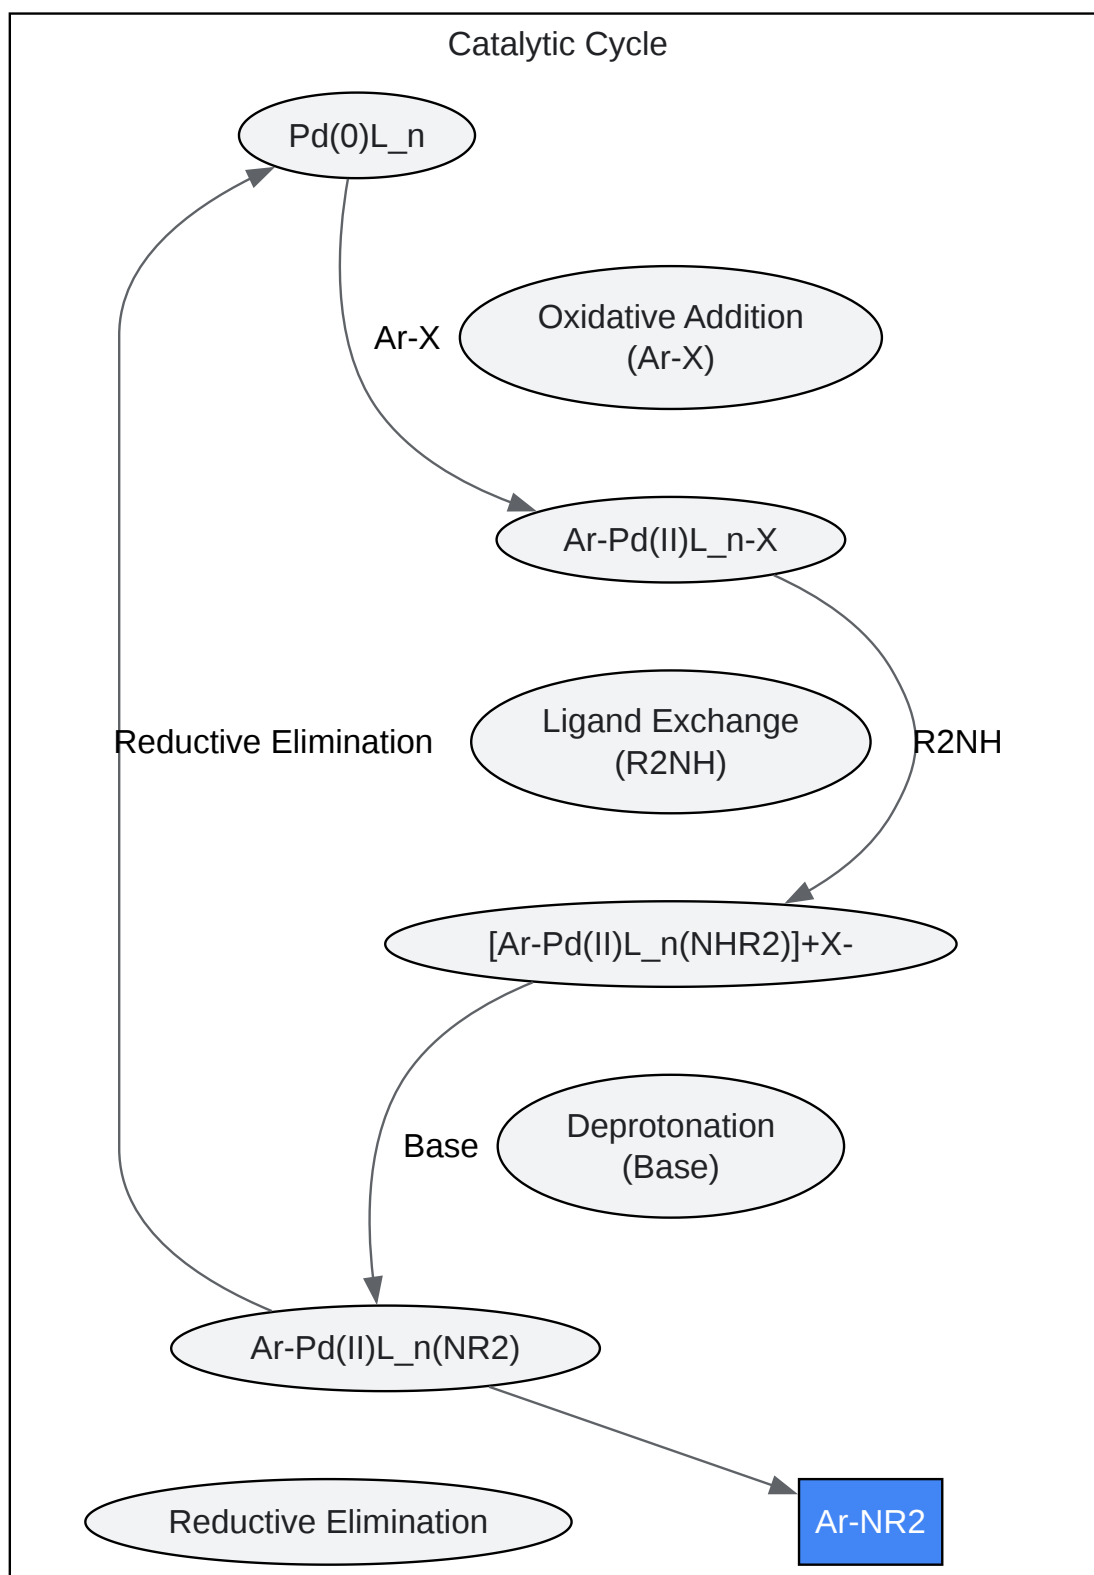 Catalytic Cycle
Pd(0)L_n
Ar-X
Oxidative Addition
(Ar-X)
Ar-Pd(II)L_n-X
Reductive Elimination
Ligand Exchange
(R2NH)
R2NH
[Ar-Pd(II)L_n(NHR2)]+X-
Base
Deprotonation
(Base)
Ar-Pd(II)L_n(NR2)
Reductive Elimination
Ar-NR2